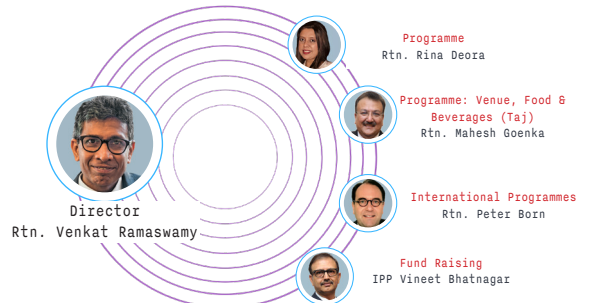 Programme
Rtn. Rina Deora
Programme: Venue, Food &
Beverages (Taj)
Rtn. Mahesh Goenka
Director
Rtn. Venkat Ramaswamy
International Programmes
Rtn. Peter Born
Fund Raising
IPP Vineet Bhatnagar